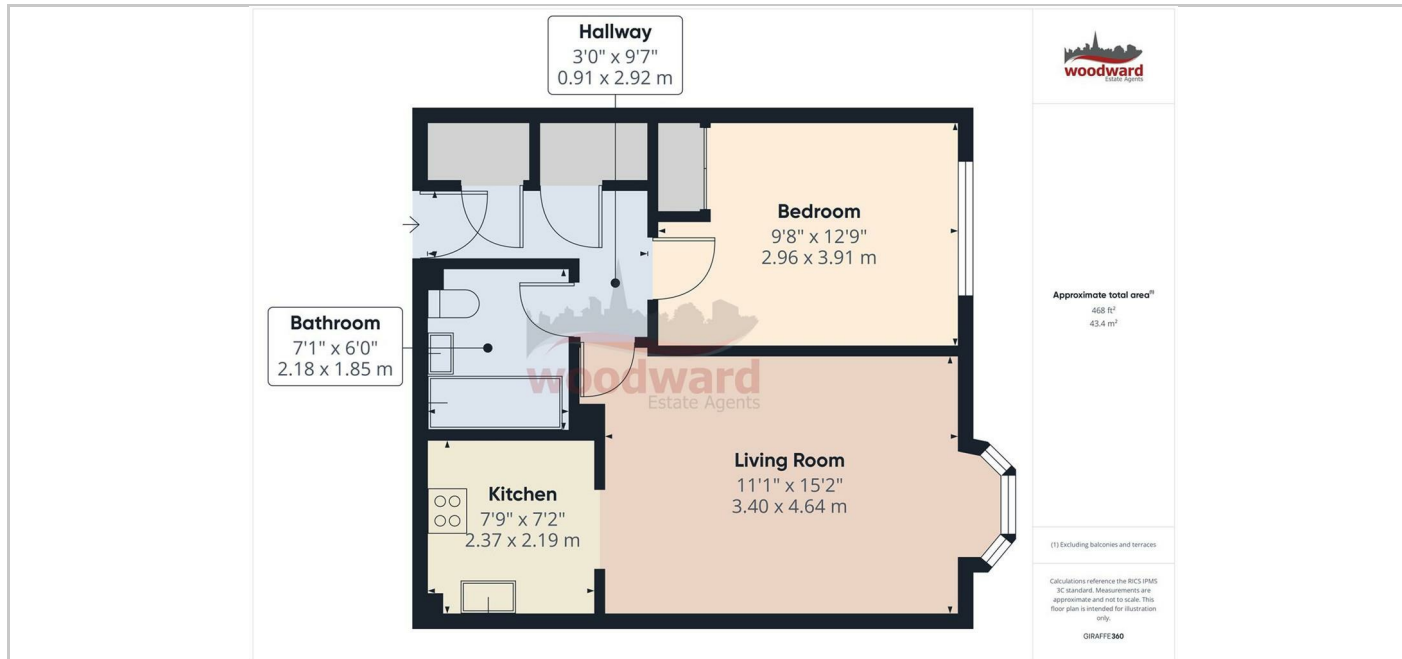 Hallway
3'0" x 9'7"
0.91 x 2.92 m
Bedroom
9'8" x 12'9"
2.96 x 3.91 m
Bathroom
7'1" x 6'0"
2.18 x 1.85 m
woodward
Estate Agents
Living Room
11'1" x 15'2"
3.40 x 4.64 m
Kitchen
7'9" x 7'2"
2.37 x 2.19 m
woodward
Estate Agents
Approximate total area⁽¹⁾
468 ft²
43.4 m²
(1) Excluding balconies and terraces
Calculations reference the RICS IPMS
3C standard. Measurements are
approximate and not to scale. This
floor plan is intended for illustration
only.
GIRAFFE360